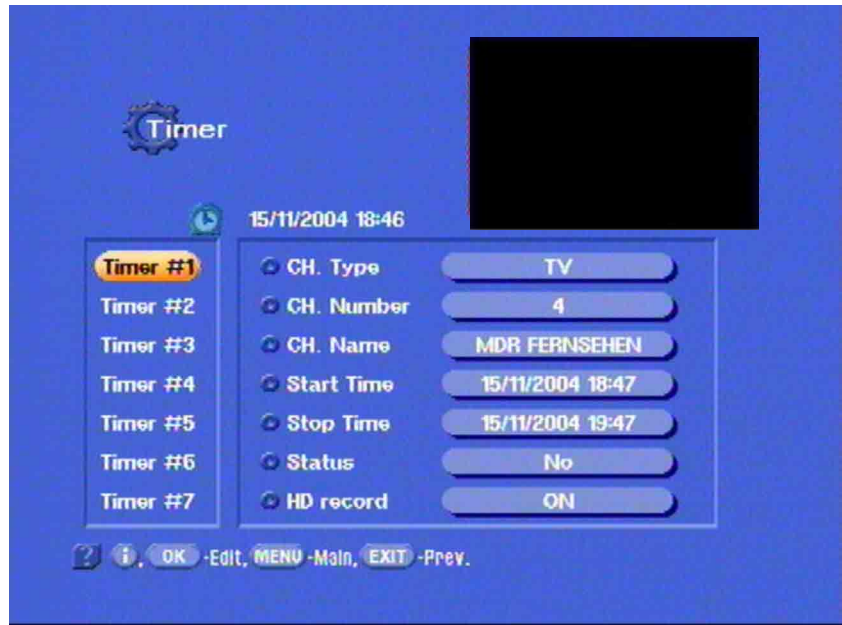 Timer
15/11/2004 18:46
Timer #1 CH. Type TV
Timer #2 CH. Number 4
Timer #3 CH. Name MDR FERNSEHEN
Timer #4 Start Time 15/11/2004 18:47
Timer #5 Stop Time 15/11/2004 19:47
Timer #6 Status No
Timer #7 HD record ON
? i, OK -Edit, MENU -Main, EXIT -Prev.